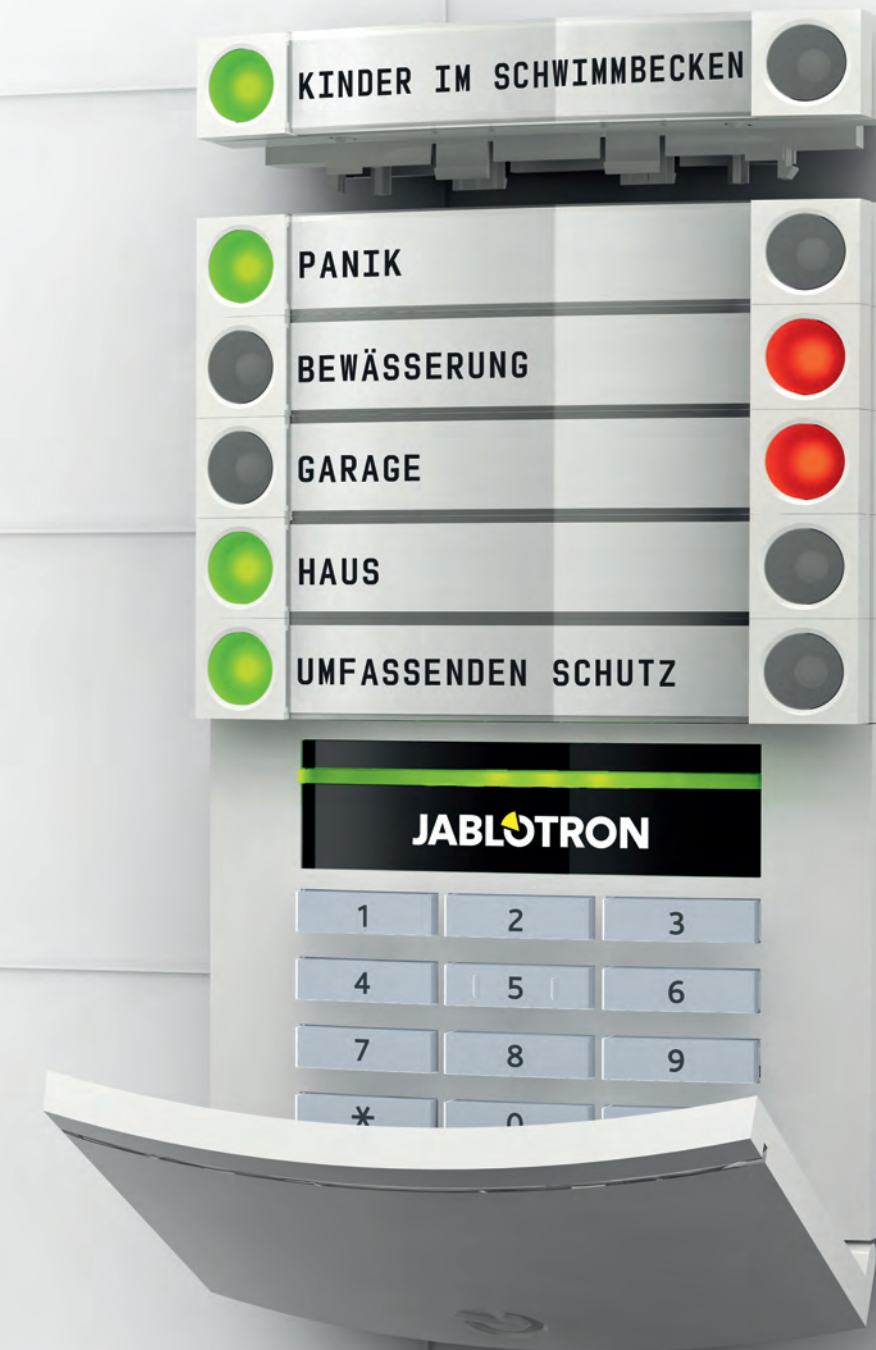 KINDER IM SCHWIMMBECKEN
PANIK
BEWÄSSERUNG
GARAGE
HAUS
UMFASSENDEN SCHUTZ
JABLOTRON
1 2 3
4 5 6
7 8 9
* 0